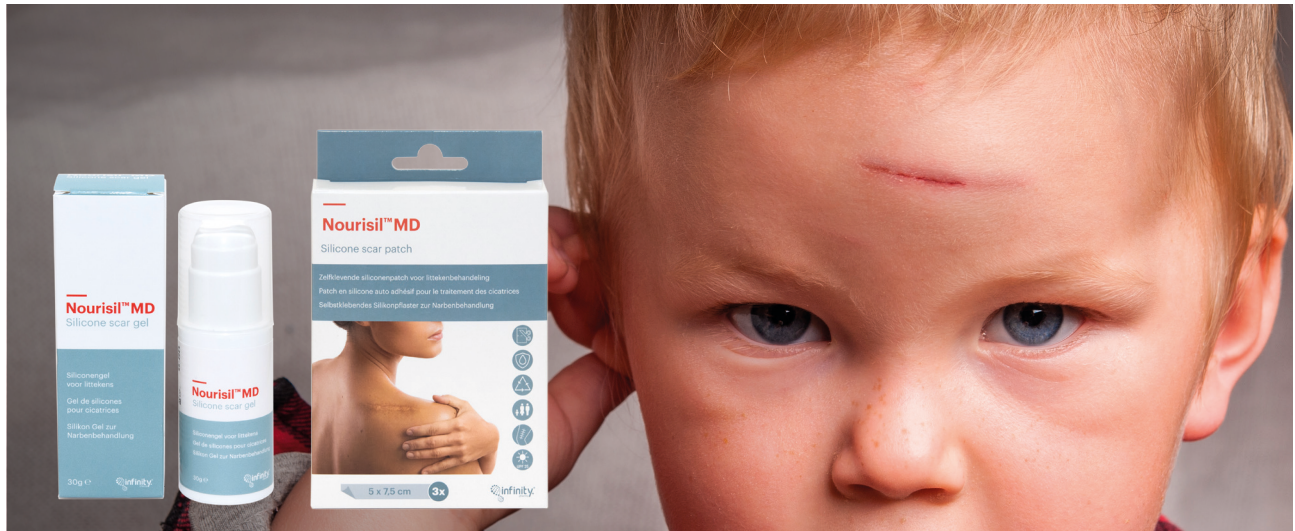 Nourisil™MD
Silicone scar gel
Siliconengel
voor littekens
Gel de silicones
pour cicatrices
Silikon Gel zur
Narbenbehandlung
30g ℮
infinity
Nourisil™MD
Silicone scar gel
Siliconengel voor littekens
Gel de silicones pour cicatrices
Silikon Gel zur Narbenbehandlung
30g ℮
infinity
Nourisil™MD
Silicone scar patch
Zelfklevende siliconenpatch voor littekenbehandeling
Patch en silicone auto adhésif pour le traitement des cicatrices
Selbstklebendes Silikonpflaster zur Narbenbehandlung
5 x 7,5 cm 3x
infinity